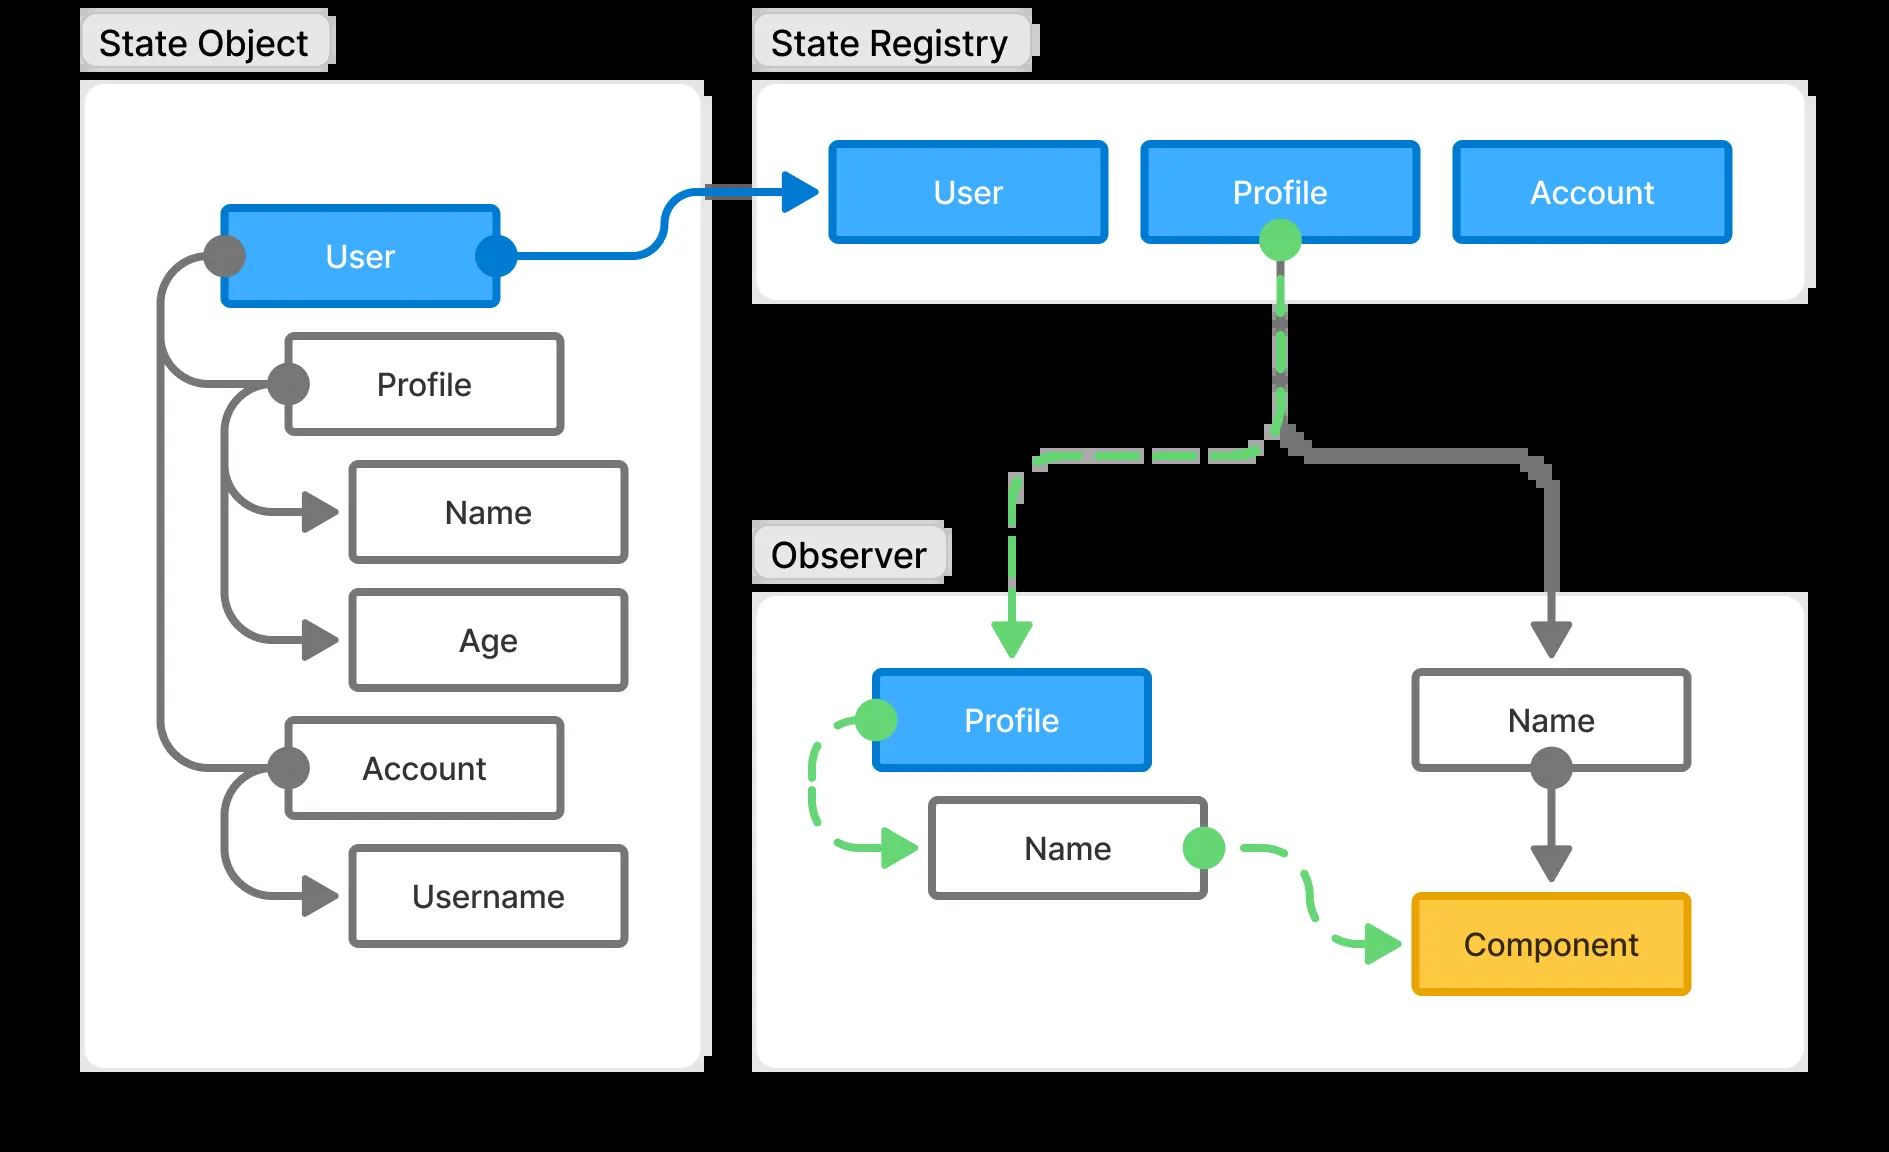 State Object
User
Profile
Name
Age
Account
Username
State Registry
User
Profile
Account
Observer
Profile
Name
Name
Component